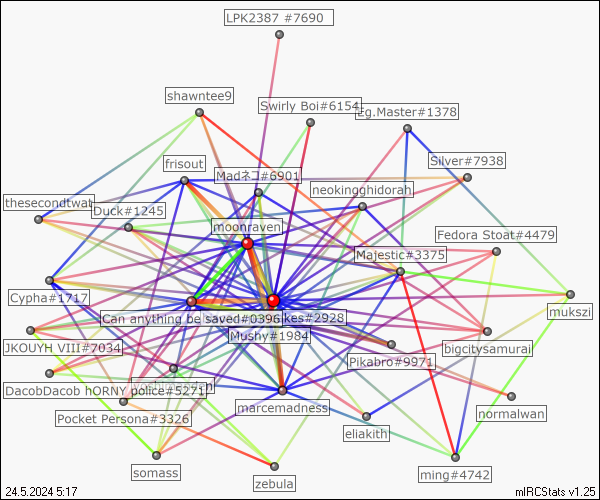 LPK2387 #7690
shawntee9
Swirly Boi#6154
Eg.Master#1378
frisout
Madネコ#6901
Silver#7938
neokingghidorah
thesecondtwat
Duck#1245
moonraven
Fedora Stoat#4479
Majestic#3375
Cypha#1717
Can anything be saved#0396
kes#2928
mukszi
Mushy#1984
JKOUYH VIII#7034
bigcitysamurai
Pikabro#9971
DacobDacob hORNY police#5271
marcemadness
normalwan
Pocket Persona#3326
eliakith
somass
zebula
ming#4742
24.5.2024 5:17
mIRCStats v1.25